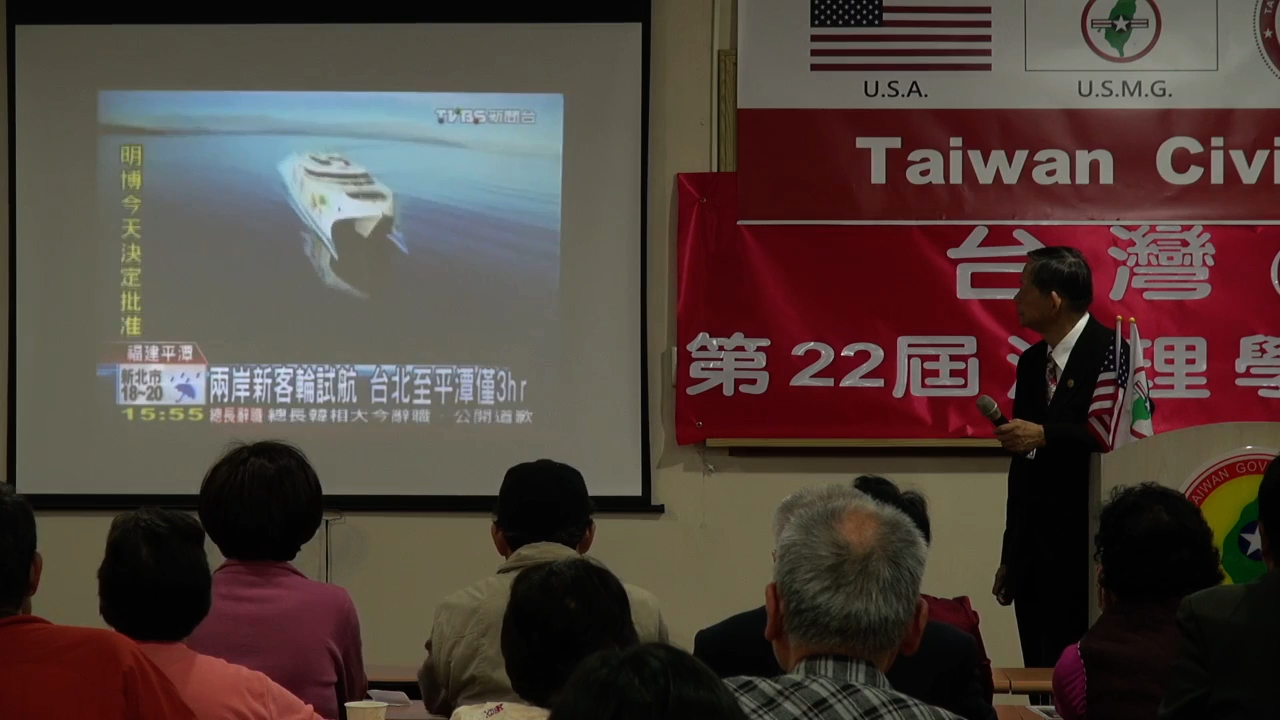 TVBS新聞台
明博今天決定批准
福建平潭
新北市
18~20
兩岸新客輪試航 台北至平潭僅3hr
15:55
總長辭職 總長韓相大今辭職‧公開道歉
U.S.A.
U.S.M.G.
Taiwan Civi
台灣
第22屆 理學
TAIWAN GOV